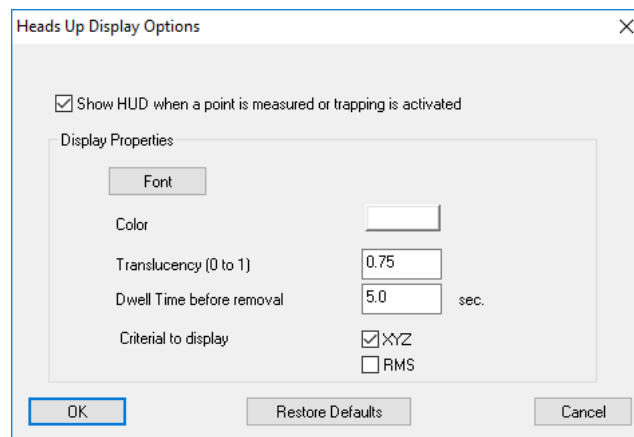 Heads Up Display Options
Show HUD when a point is measured or trapping is activated
Display Properties
Font
Color
Translucency (0 to 1) 0.75
Dwell Time before removal 5.0 sec.
Criterial to display XYZ
RMS
OK Restore Defaults Cancel